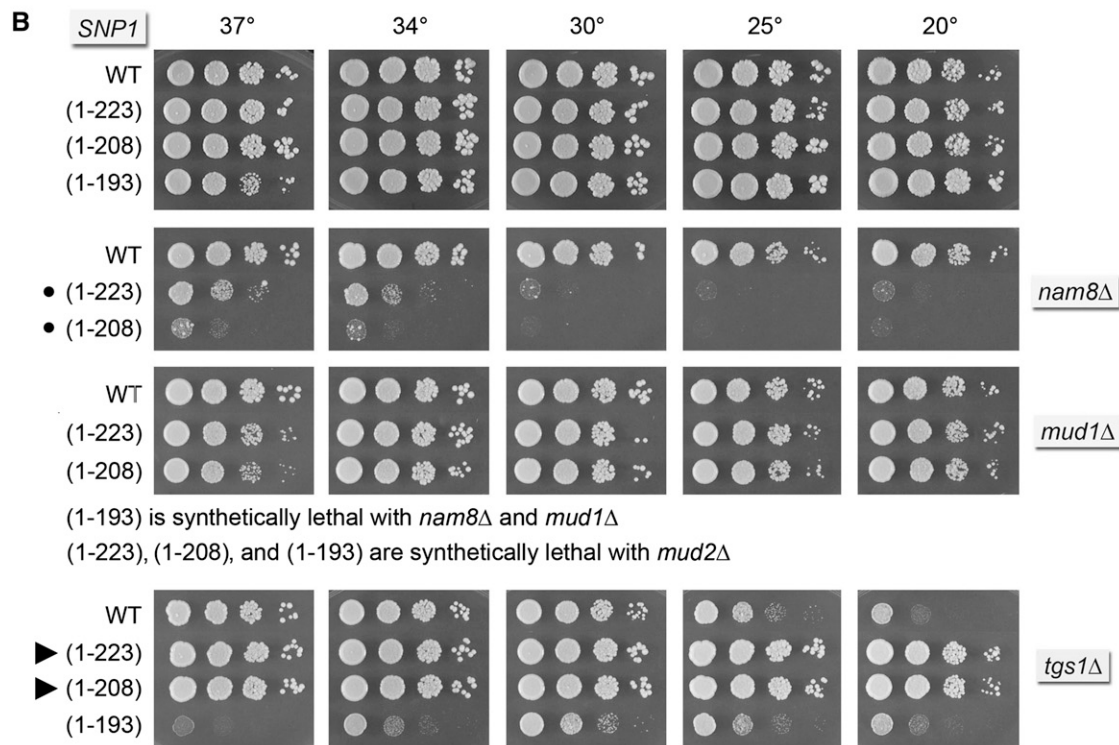 B SNP1 37° 34° 30° 25° 20°
WT
(1-223)
(1-208)
(1-193)
WT
• (1-223) nam8Δ
• (1-208)
WT
(1-223) mud1Δ
(1-208)
(1-193) is synthetically lethal with nam8Δ and mud1Δ
(1-223), (1-208), and (1-193) are synthetically lethal with mud2Δ
WT
▶ (1-223)
▶ (1-208) tgs1Δ
(1-193)